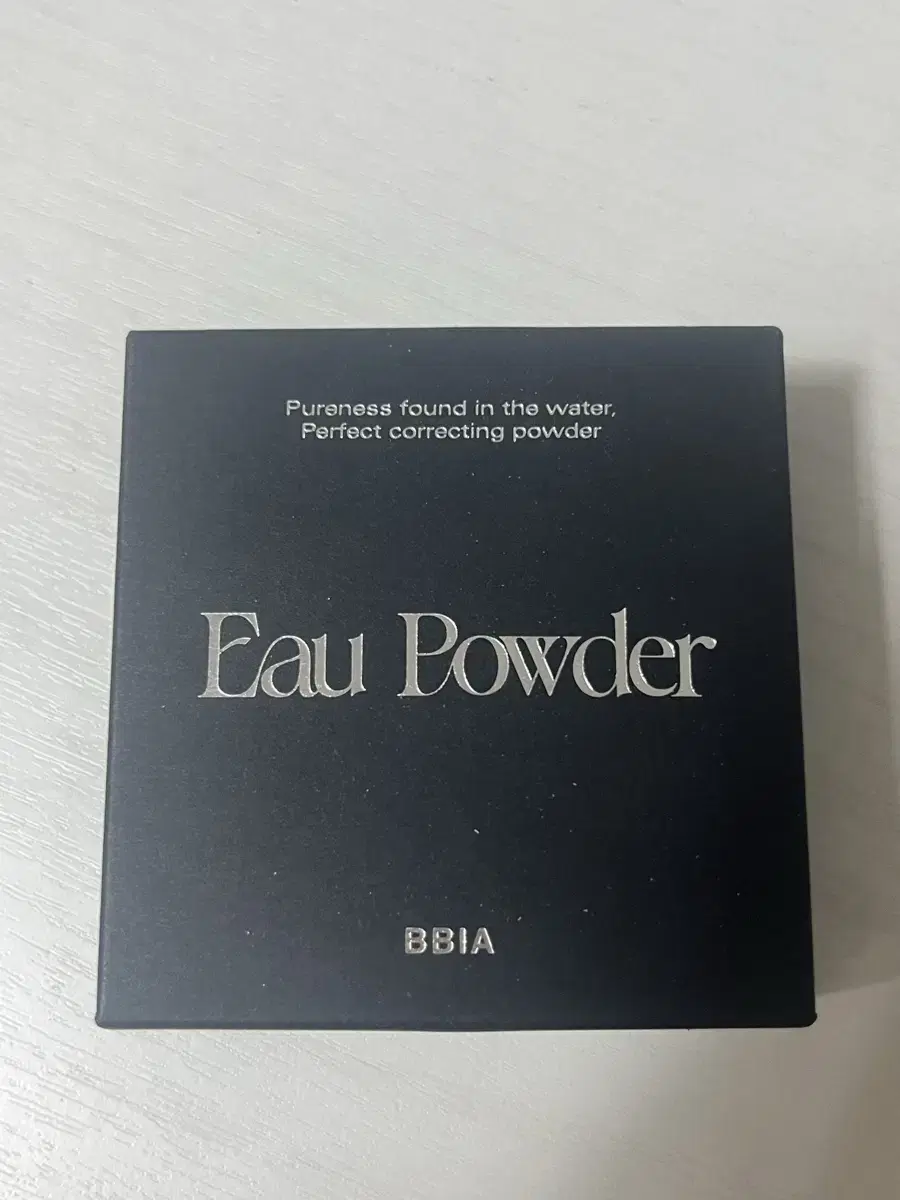 Pureness found in the water,
Perfect correcting powder
Eau Powder
BBIA